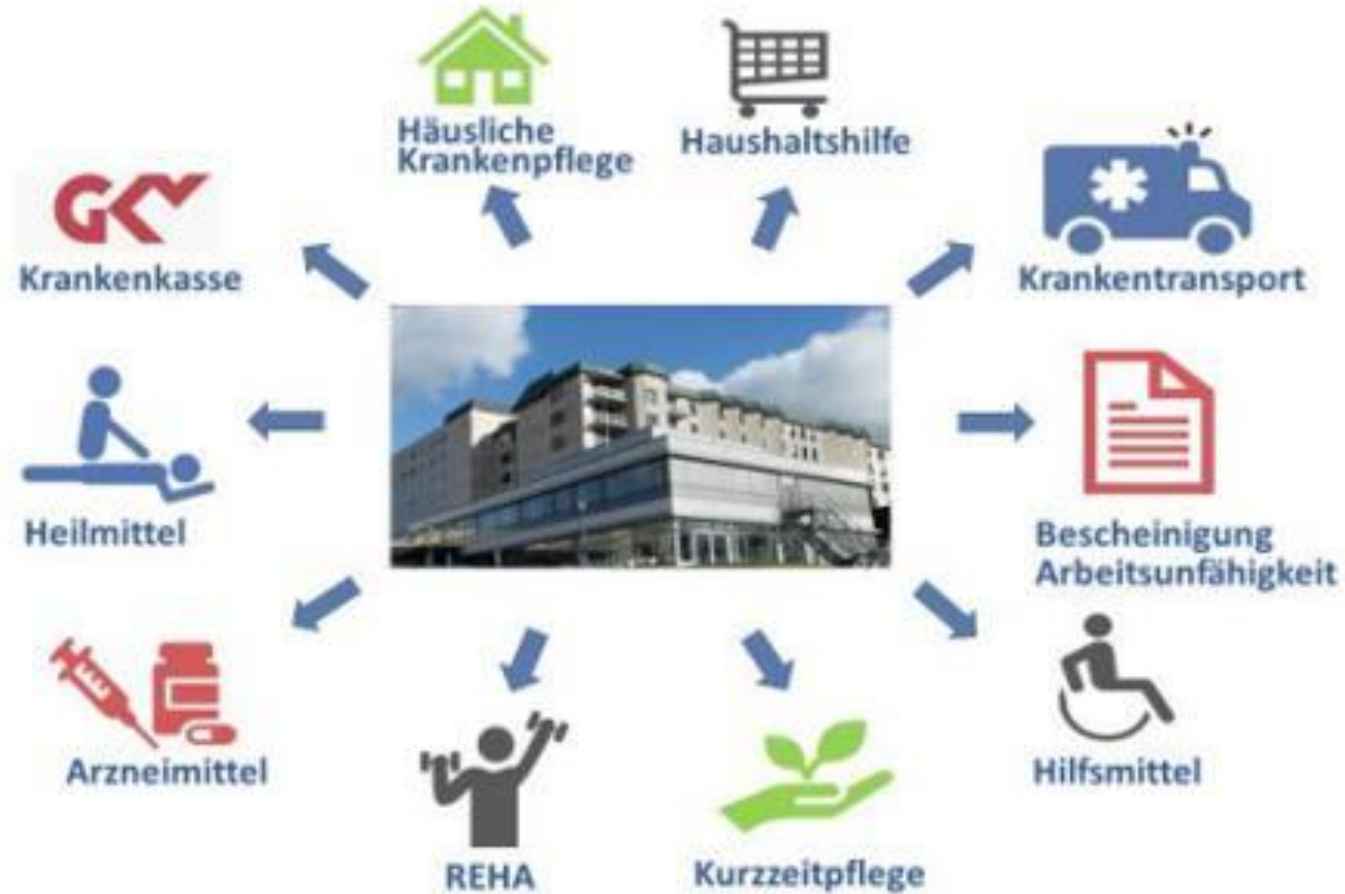 Häusliche
Krankenpflege
Haushaltshilfe
GKV
Krankenkasse
Krankentransport
Heilmittel
Bescheinigung
Arbeitsunfähigkeit
Arzneimittel
Hilfsmittel
REHA
Kurzzeitpflege